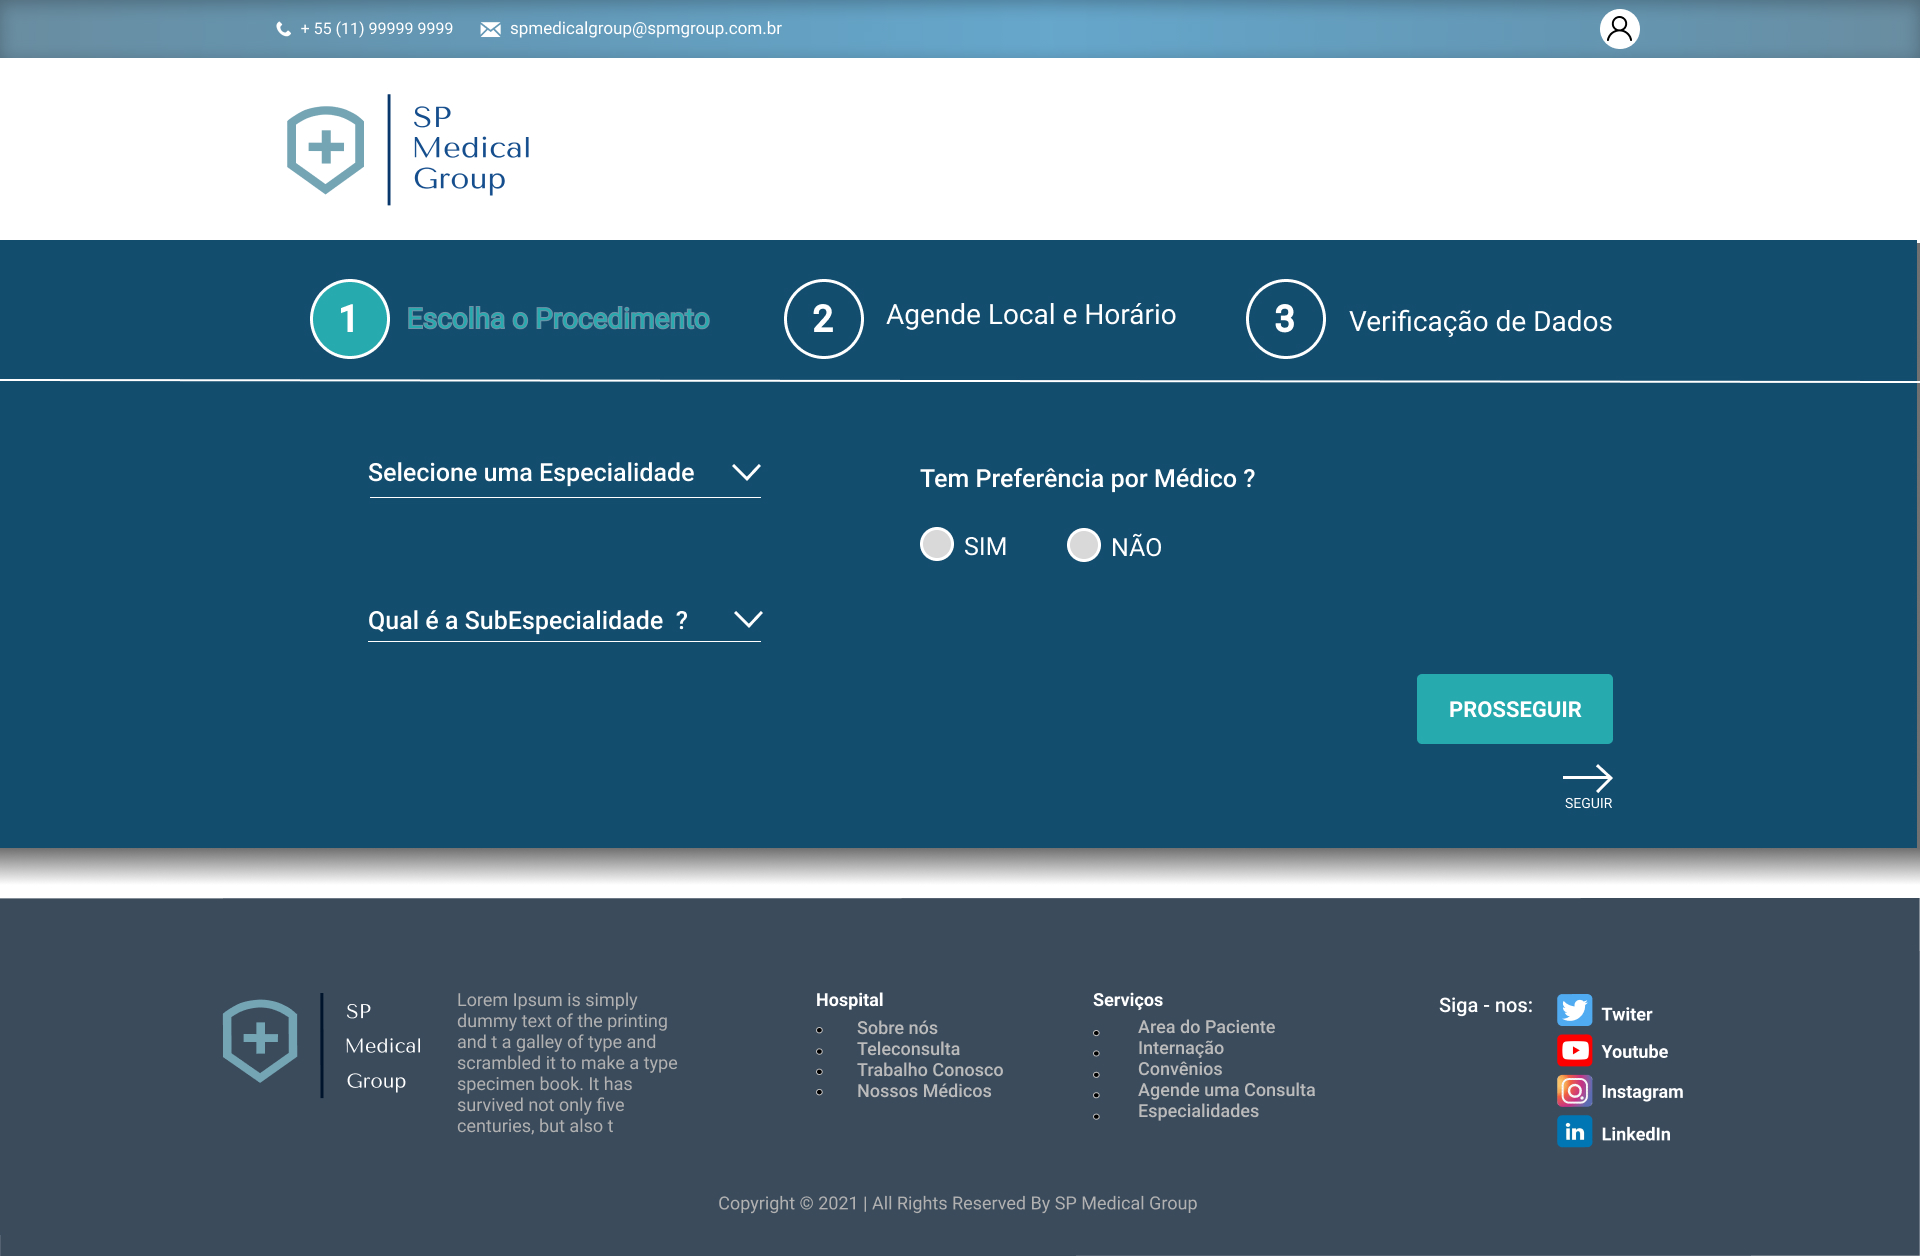 + 55 (11) 99999 9999 spmedicalgroup@spmgroup.com.br
SP
Medical
Group
1 Escolha o Procedimento 2 Agende Local e Horário 3 Verificação de Dados
Selecione uma Especialidade
Tem Preferência por Médico ?
SIM NÃO
Qual é a SubEspecialidade ?
PROSSEGUIR
SEGUIR
SP
Medical
Group
Lorem Ipsum is simply
dummy text of the printing
and t a galley of type and
scrambled it to make a type
specimen book. It has
survived not only five
centuries, but also t
Hospital
Sobre nós
Teleconsulta
Trabalho Conosco
Nossos Médicos
Serviços
Area do Paciente
Internação
Convênios
Agende uma Consulta
Especialidades
Siga - nos:
Twiter
Youtube
Instagram
in LinkedIn
Copyright © 2021 | All Rights Reserved By SP Medical Group